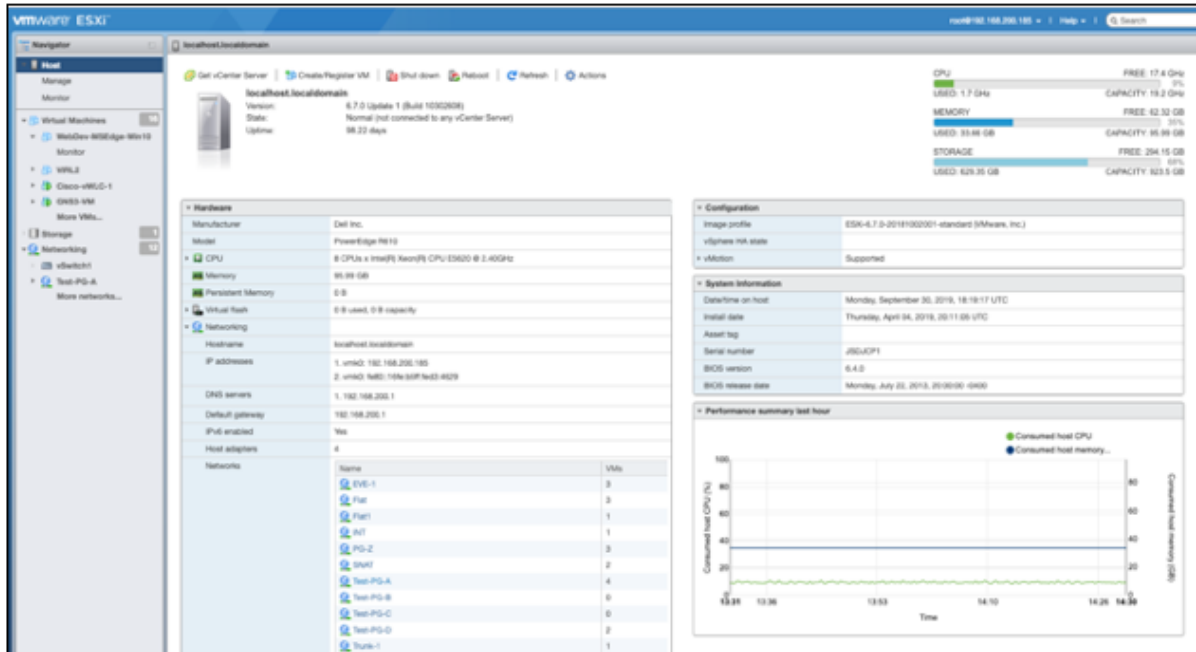 vmware ESXi
root@192.168.200.185
Help
Search
Navigator
Host
Manage
Monitor
Virtual Machines
WebDev-MSEdge-Win10
Monitor
VIRL2
Cisco-vWLC-1
GNS3-VM
More VMs...
Storage
1
Networking
vSwitch1
Test-PG-A
More networks...
localhost.localdomain
Get vCenter Server
Create/Register VM
Shut down
Reboot
Refresh
Actions
localhost.localdomain
Version: 6.7.0 Update 1 (Build 10302608)
State: Normal (not connected to any vCenter Server)
Uptime: 98.22 days
CPU FREE: 17.4 GHz
9%
USED: 1.7 GHz CAPACITY: 19.2 GHz
MEMORY FREE: 62.32 GB
35%
USED: 33.66 GB CAPACITY: 95.99 GB
STORAGE FREE: 294.15 GB
68%
USED: 629.35 GB CAPACITY: 923.5 GB
Hardware
Manufacturer Dell Inc.
Model PowerEdge R610
CPU 8 CPUs x Intel(R) Xeon(R) CPU E5620 @ 2.40GHz
Memory 95.99 GB
Persistent Memory 0 B
Virtual flash 0 B used, 0 B capacity
Networking
Hostname localhost.localdomain
IP addresses 1. vmk0: 192.168.200.185
2. vmk0:
DNS servers 1. 192.168.200.1
Default gateway 192.168.200.1
IPv6 enabled Yes
Host adapters 4
Networks Name VMs
EVE-1 3
Flat 3
Flat1 1
INT 1
PG-Z 3
SNAT 2
Test-PG-A 4
Test-PG-B 0
Test-PG-C 0
Test-PG-D 2
Trunk-1 1
Configuration
Image profile ESXi-6.7.0-20181002001-standard (VMware, Inc.)
vSphere HA state
vMotion Supported
System Information
Date/time on host Monday, September 30, 2019, 18:19:17 UTC
Install date Thursday, April 04, 2019, 20:11:05 UTC
Asset tag
Serial number
BIOS version 6.4.0
BIOS release date Monday, July 22, 2013, 20:00:00 -0400
Performance summary last hour
Consumed host CPU
Consumed host memory...
Consumed host CPU (%)
100
80
60
40
20
0
Consumed host memory (GB)
80
60
40
20
0
13:31 13:36 13:53 14:10 14:26 14:30
Time